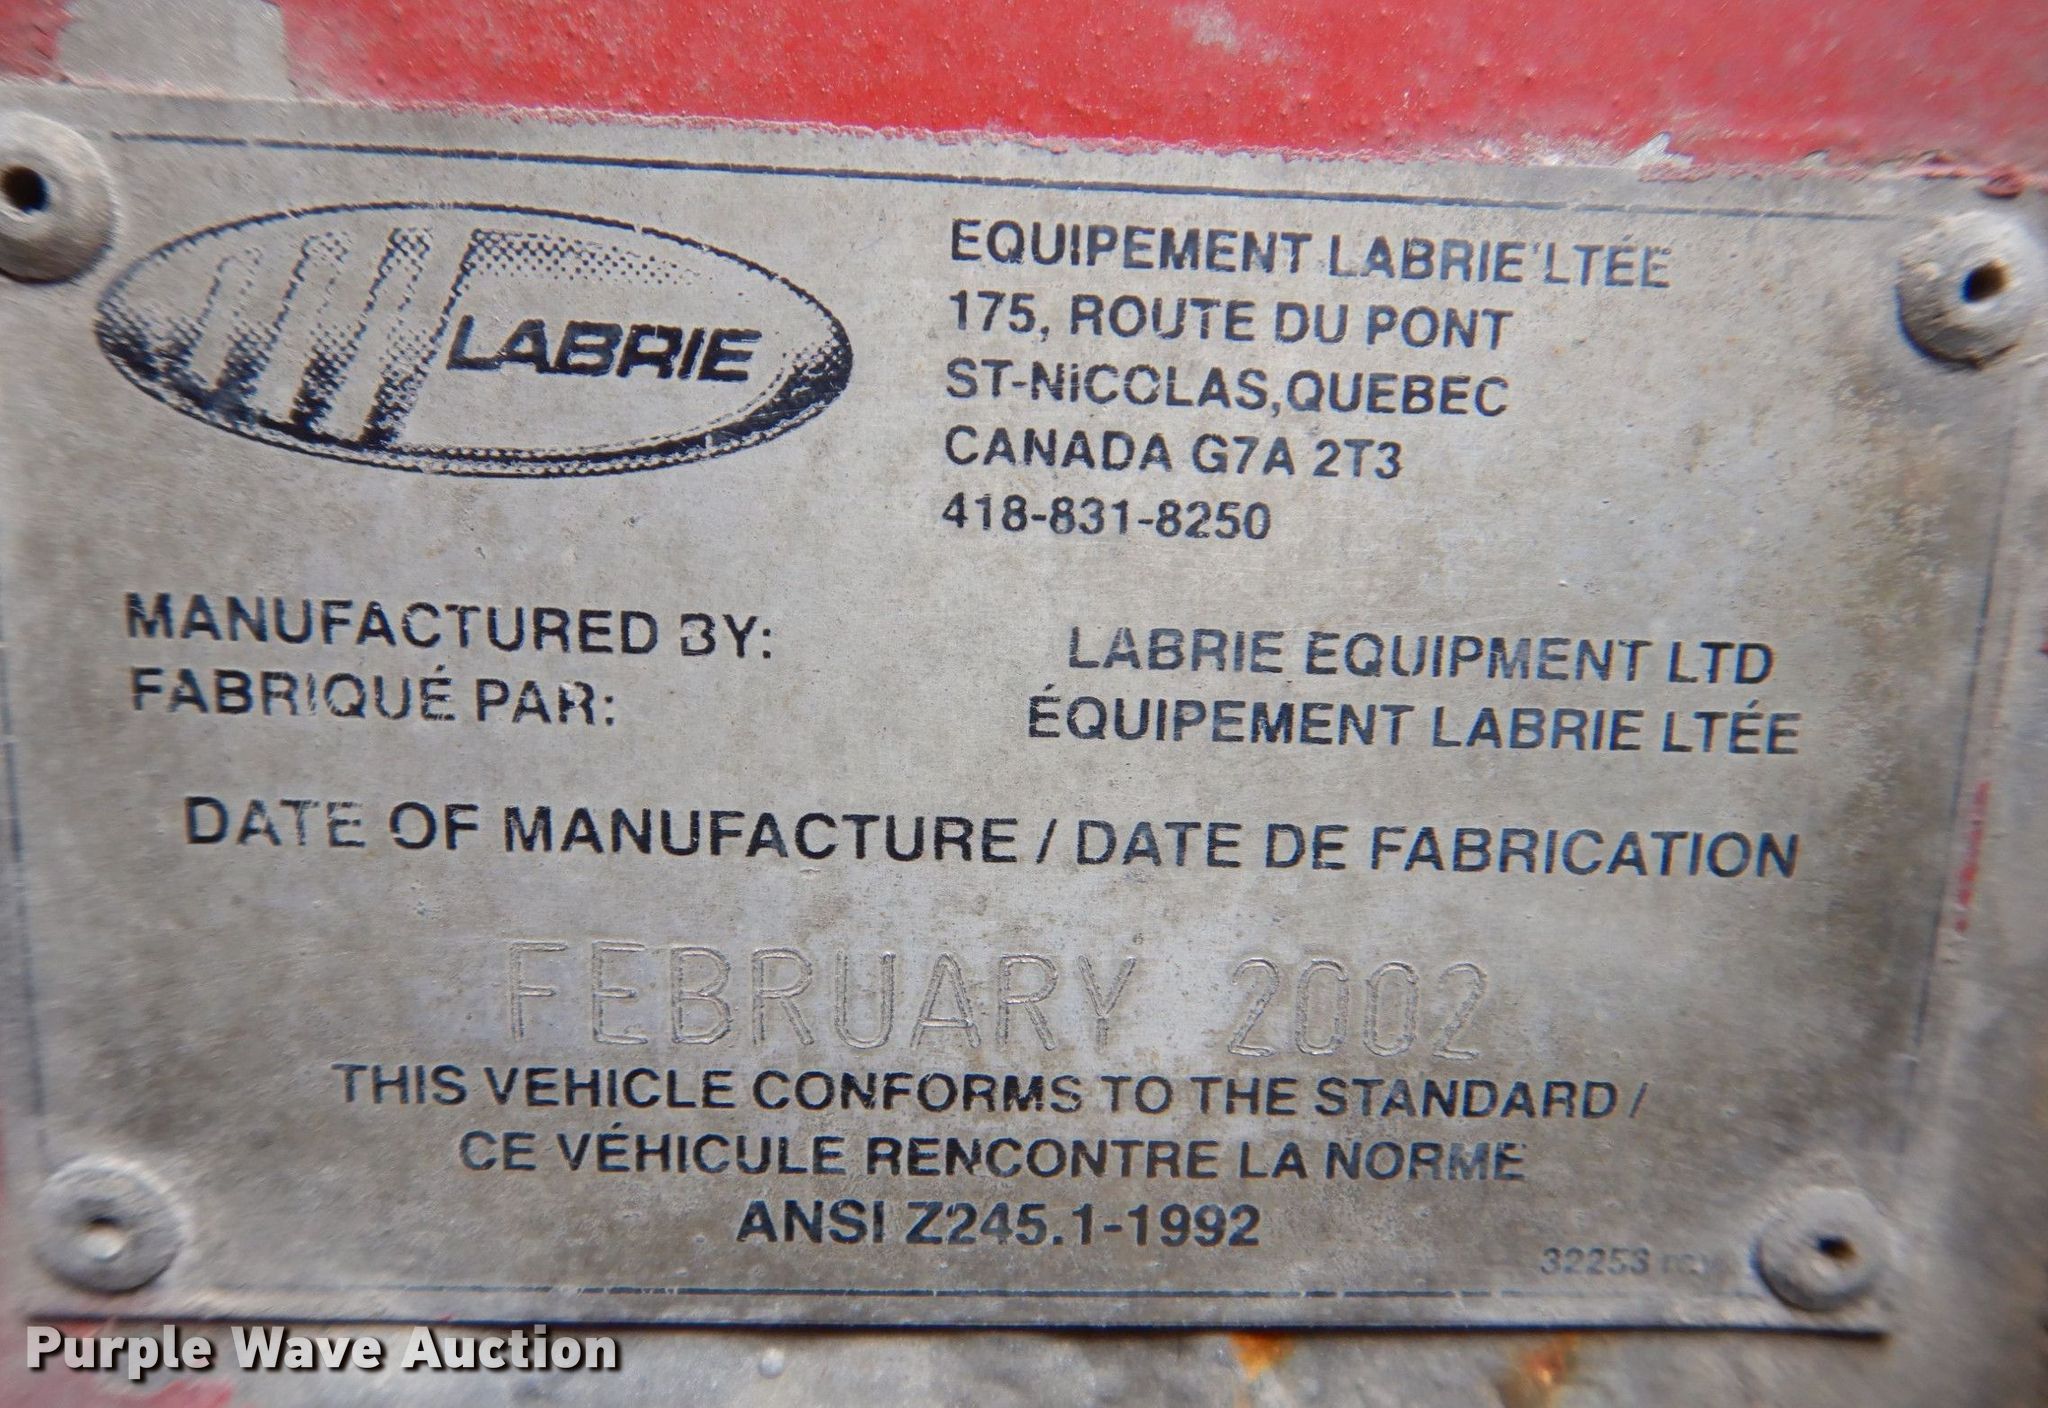 LABRIE
EQUIPEMENT LABRIE LTÉE
175, ROUTE DU PONT
ST-NICOLAS, QUEBEC
CANADA G7A 2T3
418-831-8250
MANUFACTURED BY:
LABRIE EQUIPMENT LTD
FABRIQUÉ PAR:
ÉQUIPEMENT LABRIE LTÉE
DATE OF MANUFACTURE / DATE DE FABRICATION
FEBRUARY 2002
THIS VEHICLE CONFORMS TO THE STANDARD /
CE VÉHICULE RENCONTRE LA NORME
ANSI Z245.1-1992
Purple Wave Auction